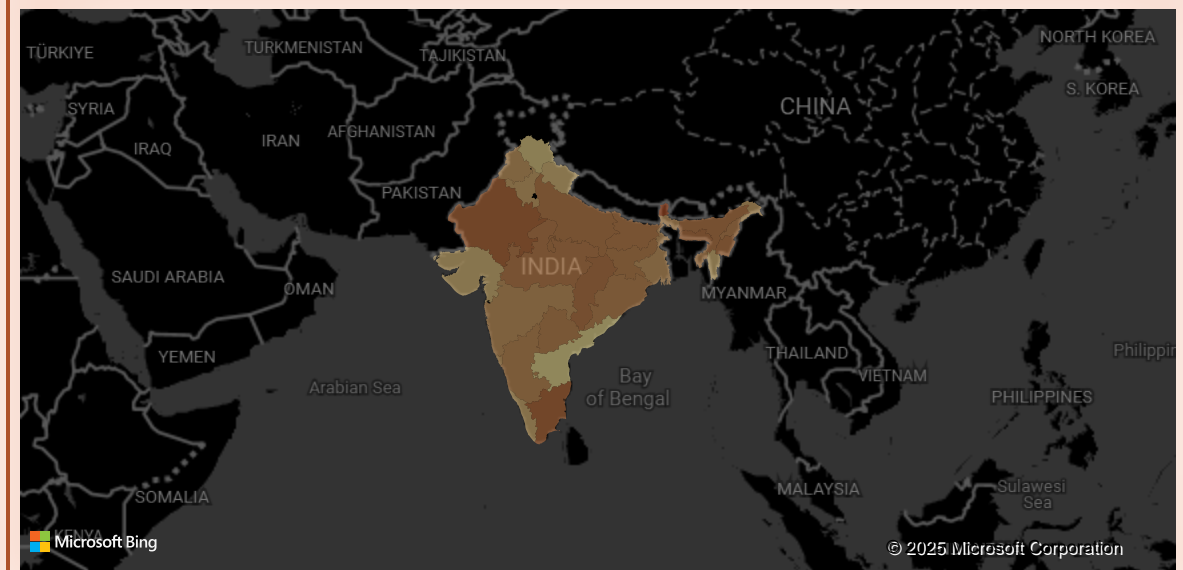 NORTH KOREA
TÜRKIYE
TURKMENISTAN
TAJIKISTAN
S. KOREA
SYRIA
CHINA
AFGHANISTAN
IRAN
IRAQ
PAKISTAN
INDIA
SAUDI ARABIA
OMAN
MYANMAR
YEMEN
THAILAND
Philippin
VIETNAM
Arabian Sea
Bay
of Bengal
PHILIPPINES
MALAYSIA
Sulawesi
Sea
SOMALIA
KENYA
Microsoft Bing
© 2025 Microsoft Corporation